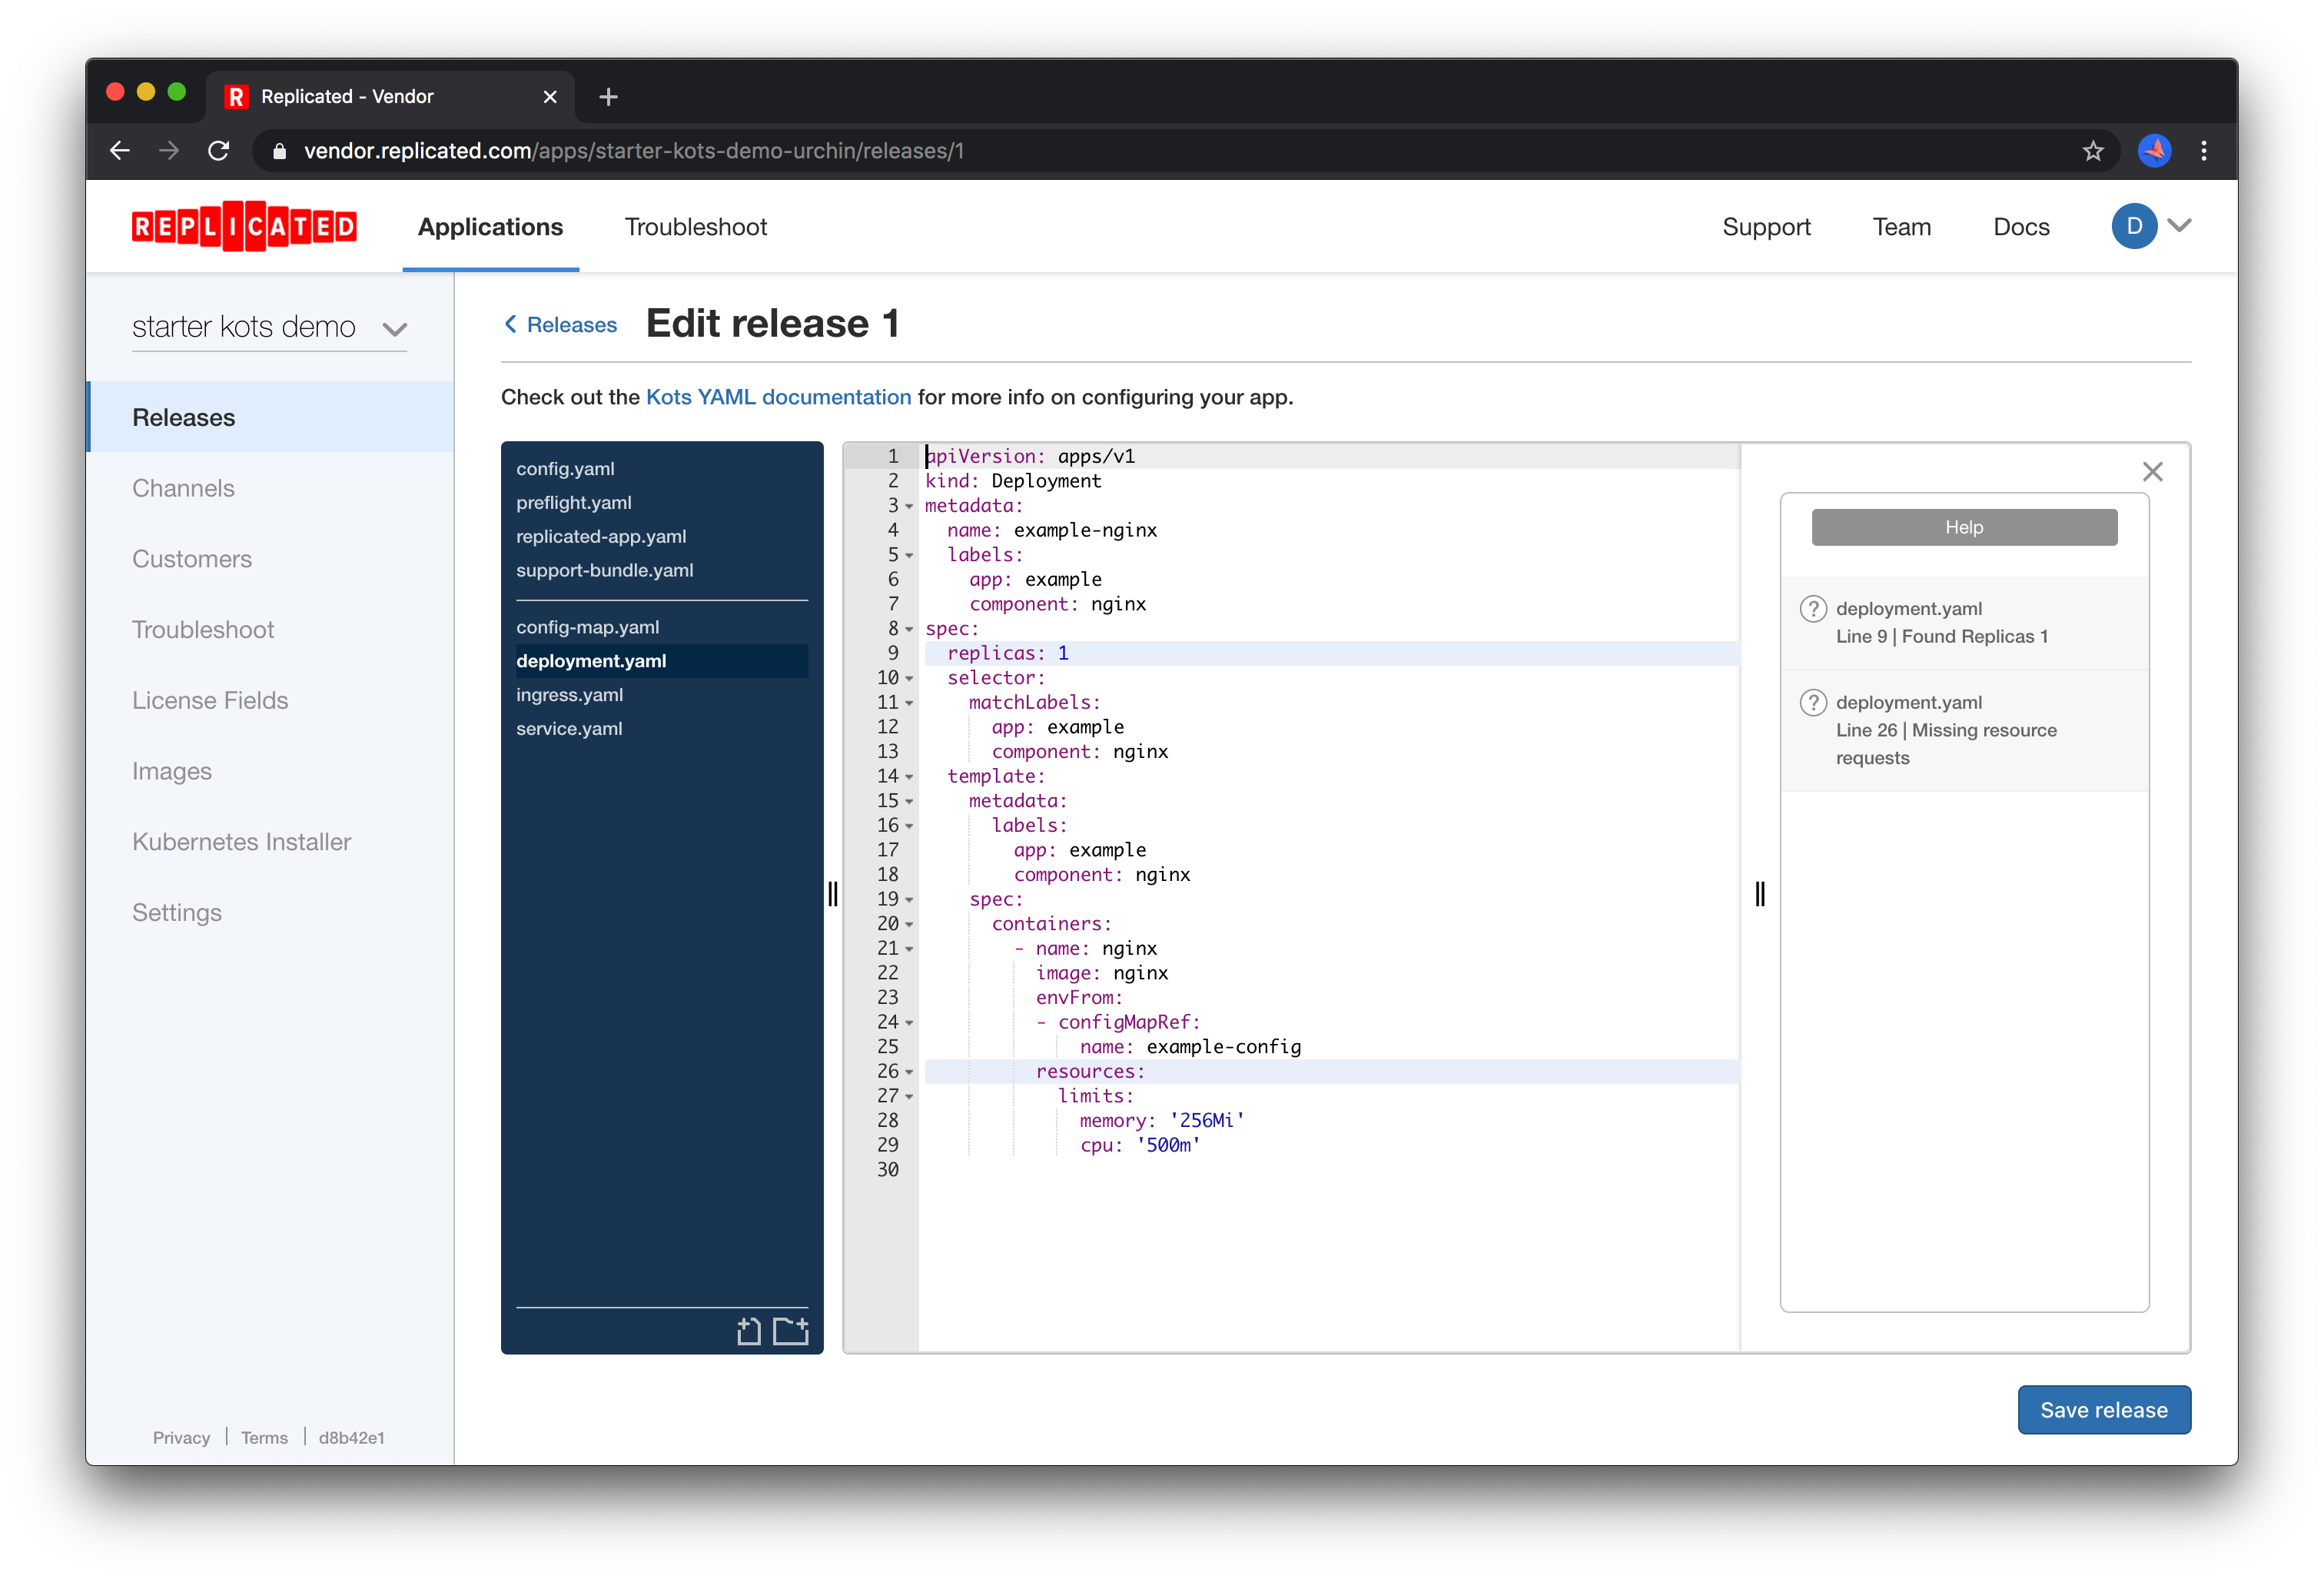 Replicated - Vendor
vendor.replicated.com/apps/starter-kots-demo-urchin/releases/1
REPLICATED
Applications
Troubleshoot
Support
Team
Docs
D
starter kots demo
Releases
Channels
Customers
Troubleshoot
License Fields
Images
Kubernetes Installer
Settings
Privacy | Terms | d8b42e1
Releases
Edit release 1
Check out the Kots YAML documentation for more info on configuring your app.
config.yaml
preflight.yaml
replicated-app.yaml
support-bundle.yaml
config-map.yaml
deployment.yaml
ingress.yaml
service.yaml
1 apiVersion: apps/v1
2 kind: Deployment
3 metadata:
4   name: example-nginx
5   labels:
6     app: example
7     component: nginx
8 spec:
9   replicas: 1
10   selector:
11     matchLabels:
12       app: example
13       component: nginx
14   template:
15     metadata:
16       labels:
17         app: example
18         component: nginx
19     spec:
20       containers:
21         - name: nginx
22           image: nginx
23           envFrom:
24           - configMapRef:
25               name: example-config
26           resources:
27             limits:
28               memory: '256Mi'
29               cpu: '500m'
30
Help
deployment.yaml
Line 9 | Found Replicas 1
deployment.yaml
Line 26 | Missing resource
requests
Save release